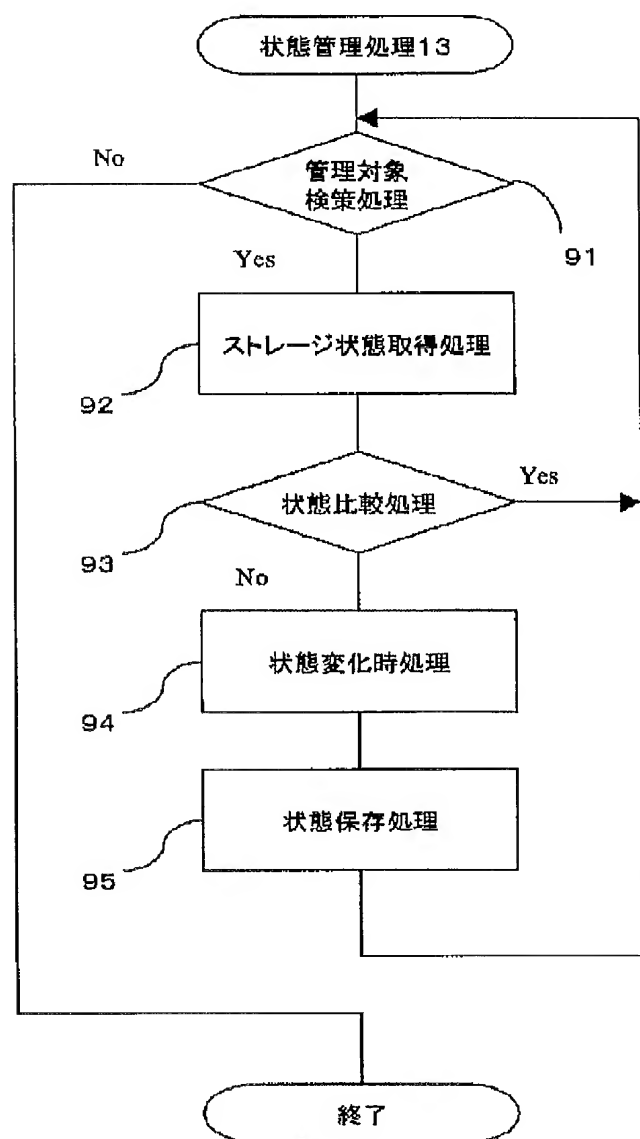 状態管理処理13
No
管理対象
検策処理
91
Yes
ストレージ状態取得処理
92
状態比較処理
Yes
93
No
状態変化時処理
94
状態保存処理
95
終了